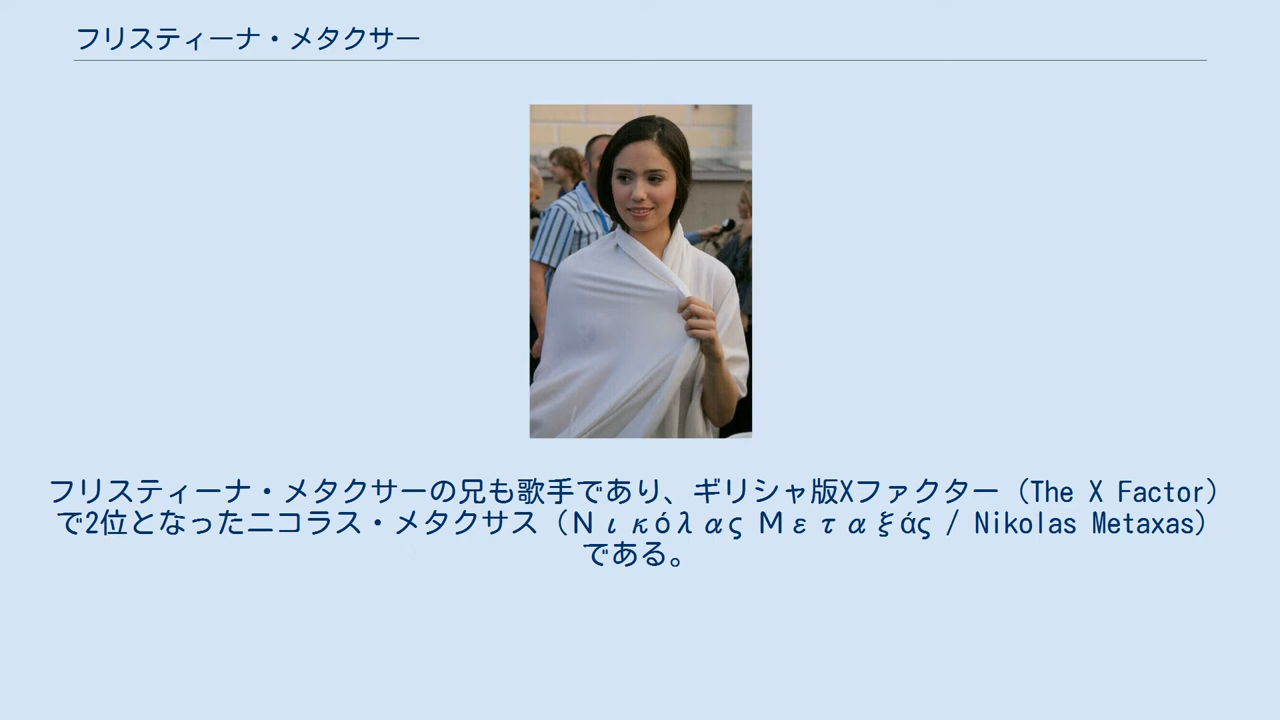 フリスティーナ・メタクサー
フリスティーナ・メタクサーの兄も歌手であり、ギリシャ版Xファクター（The X Factor）
で2位となったニコラス・メタクサス（Νικόλας Μεταξάς / Nikolas Metaxas）
である。